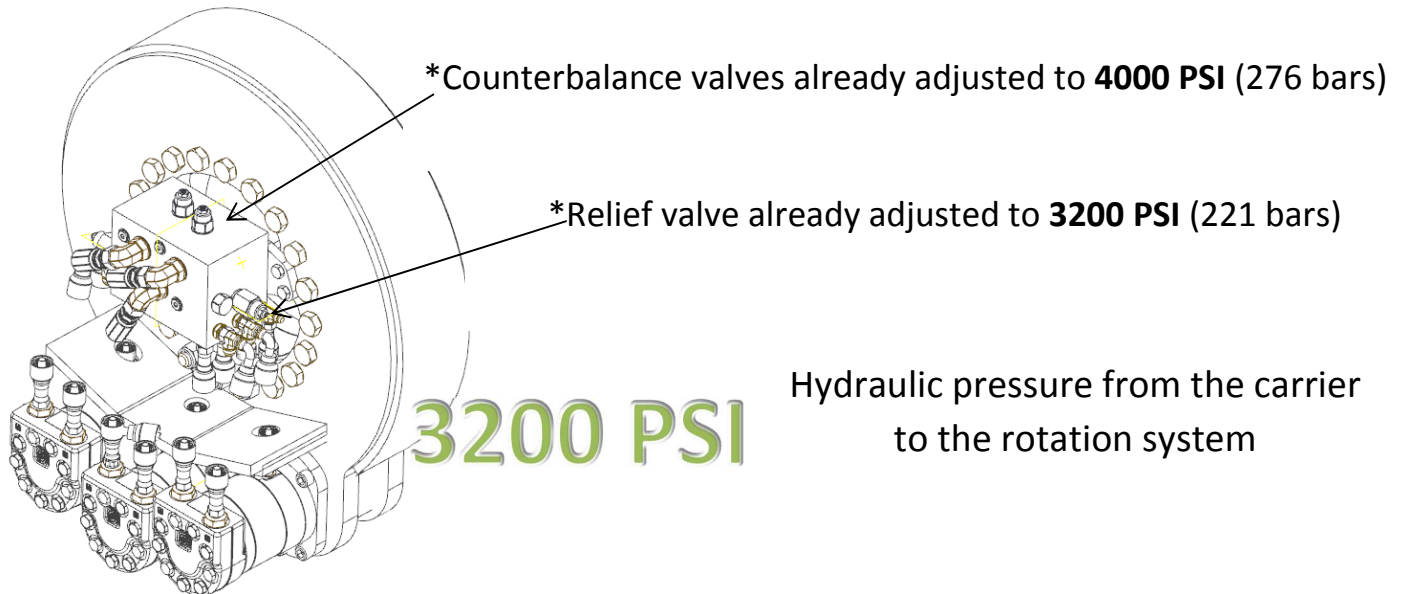 *Counterbalance valves already adjusted to 4000 PSI (276 bars)
*Relief valve already adjusted to 3200 PSI (221 bars)
3200 PSI
Hydraulic pressure from the carrier
to the rotation system